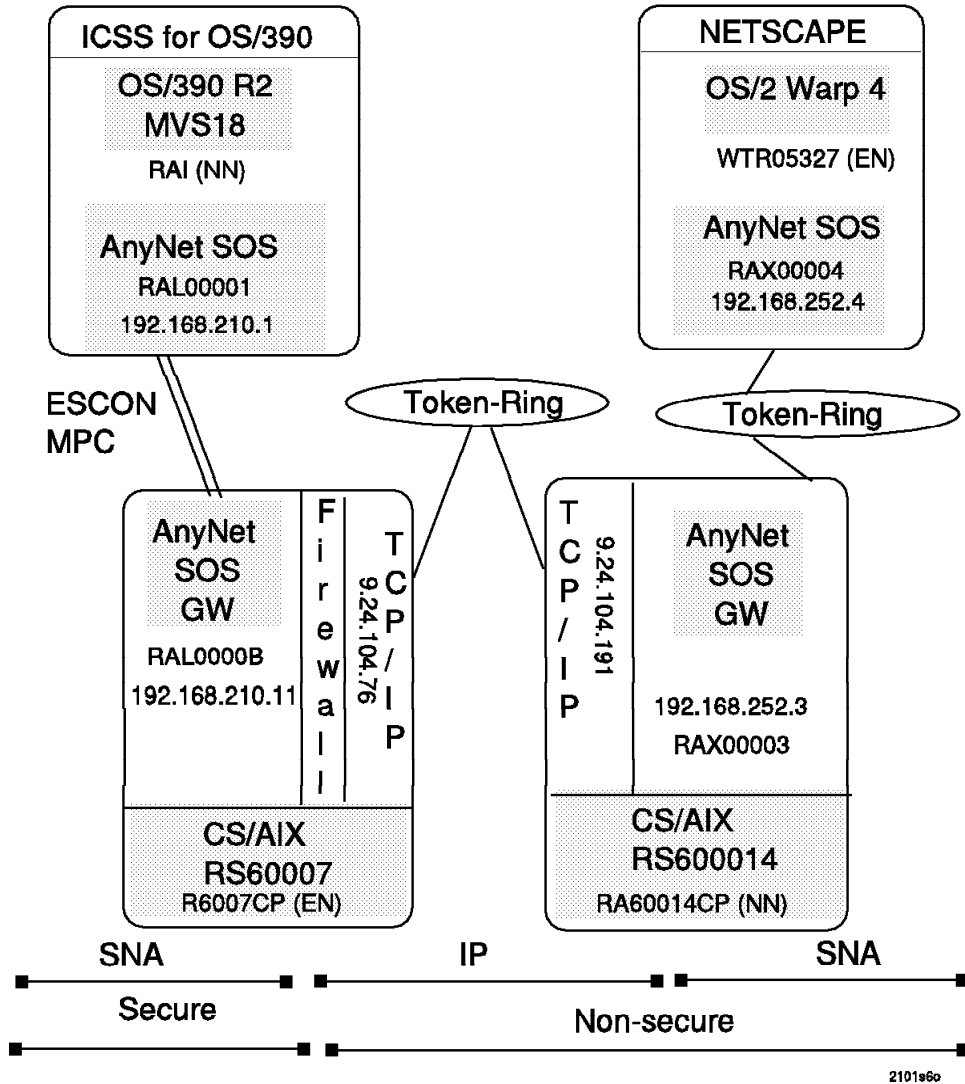 ICSS for OS/390
OS/390 R2
MVS18
RAI (NN)
AnyNet SOS
RAL00001
192.168.210.1
NETSCAPE
OS/2 Warp 4
WTR05327 (EN)
AnyNet SOS
RAX00004
192.168.252.4
ESCON
MPC
Token-Ring
Token-Ring
AnyNet
SOS
GW
RAL0000B
192.168.210.11
Firewall
9.24.104.76
TCP/IP
CS/AIX
RS60007
R6007CP (EN)
TCP/IP
9.24.104.191
AnyNet
SOS
GW
192.168.252.3
RAX00003
CS/AIX
RS600014
RA60014CP (NN)
SNA
IP
SNA
Secure
Non-secure
2101s6o